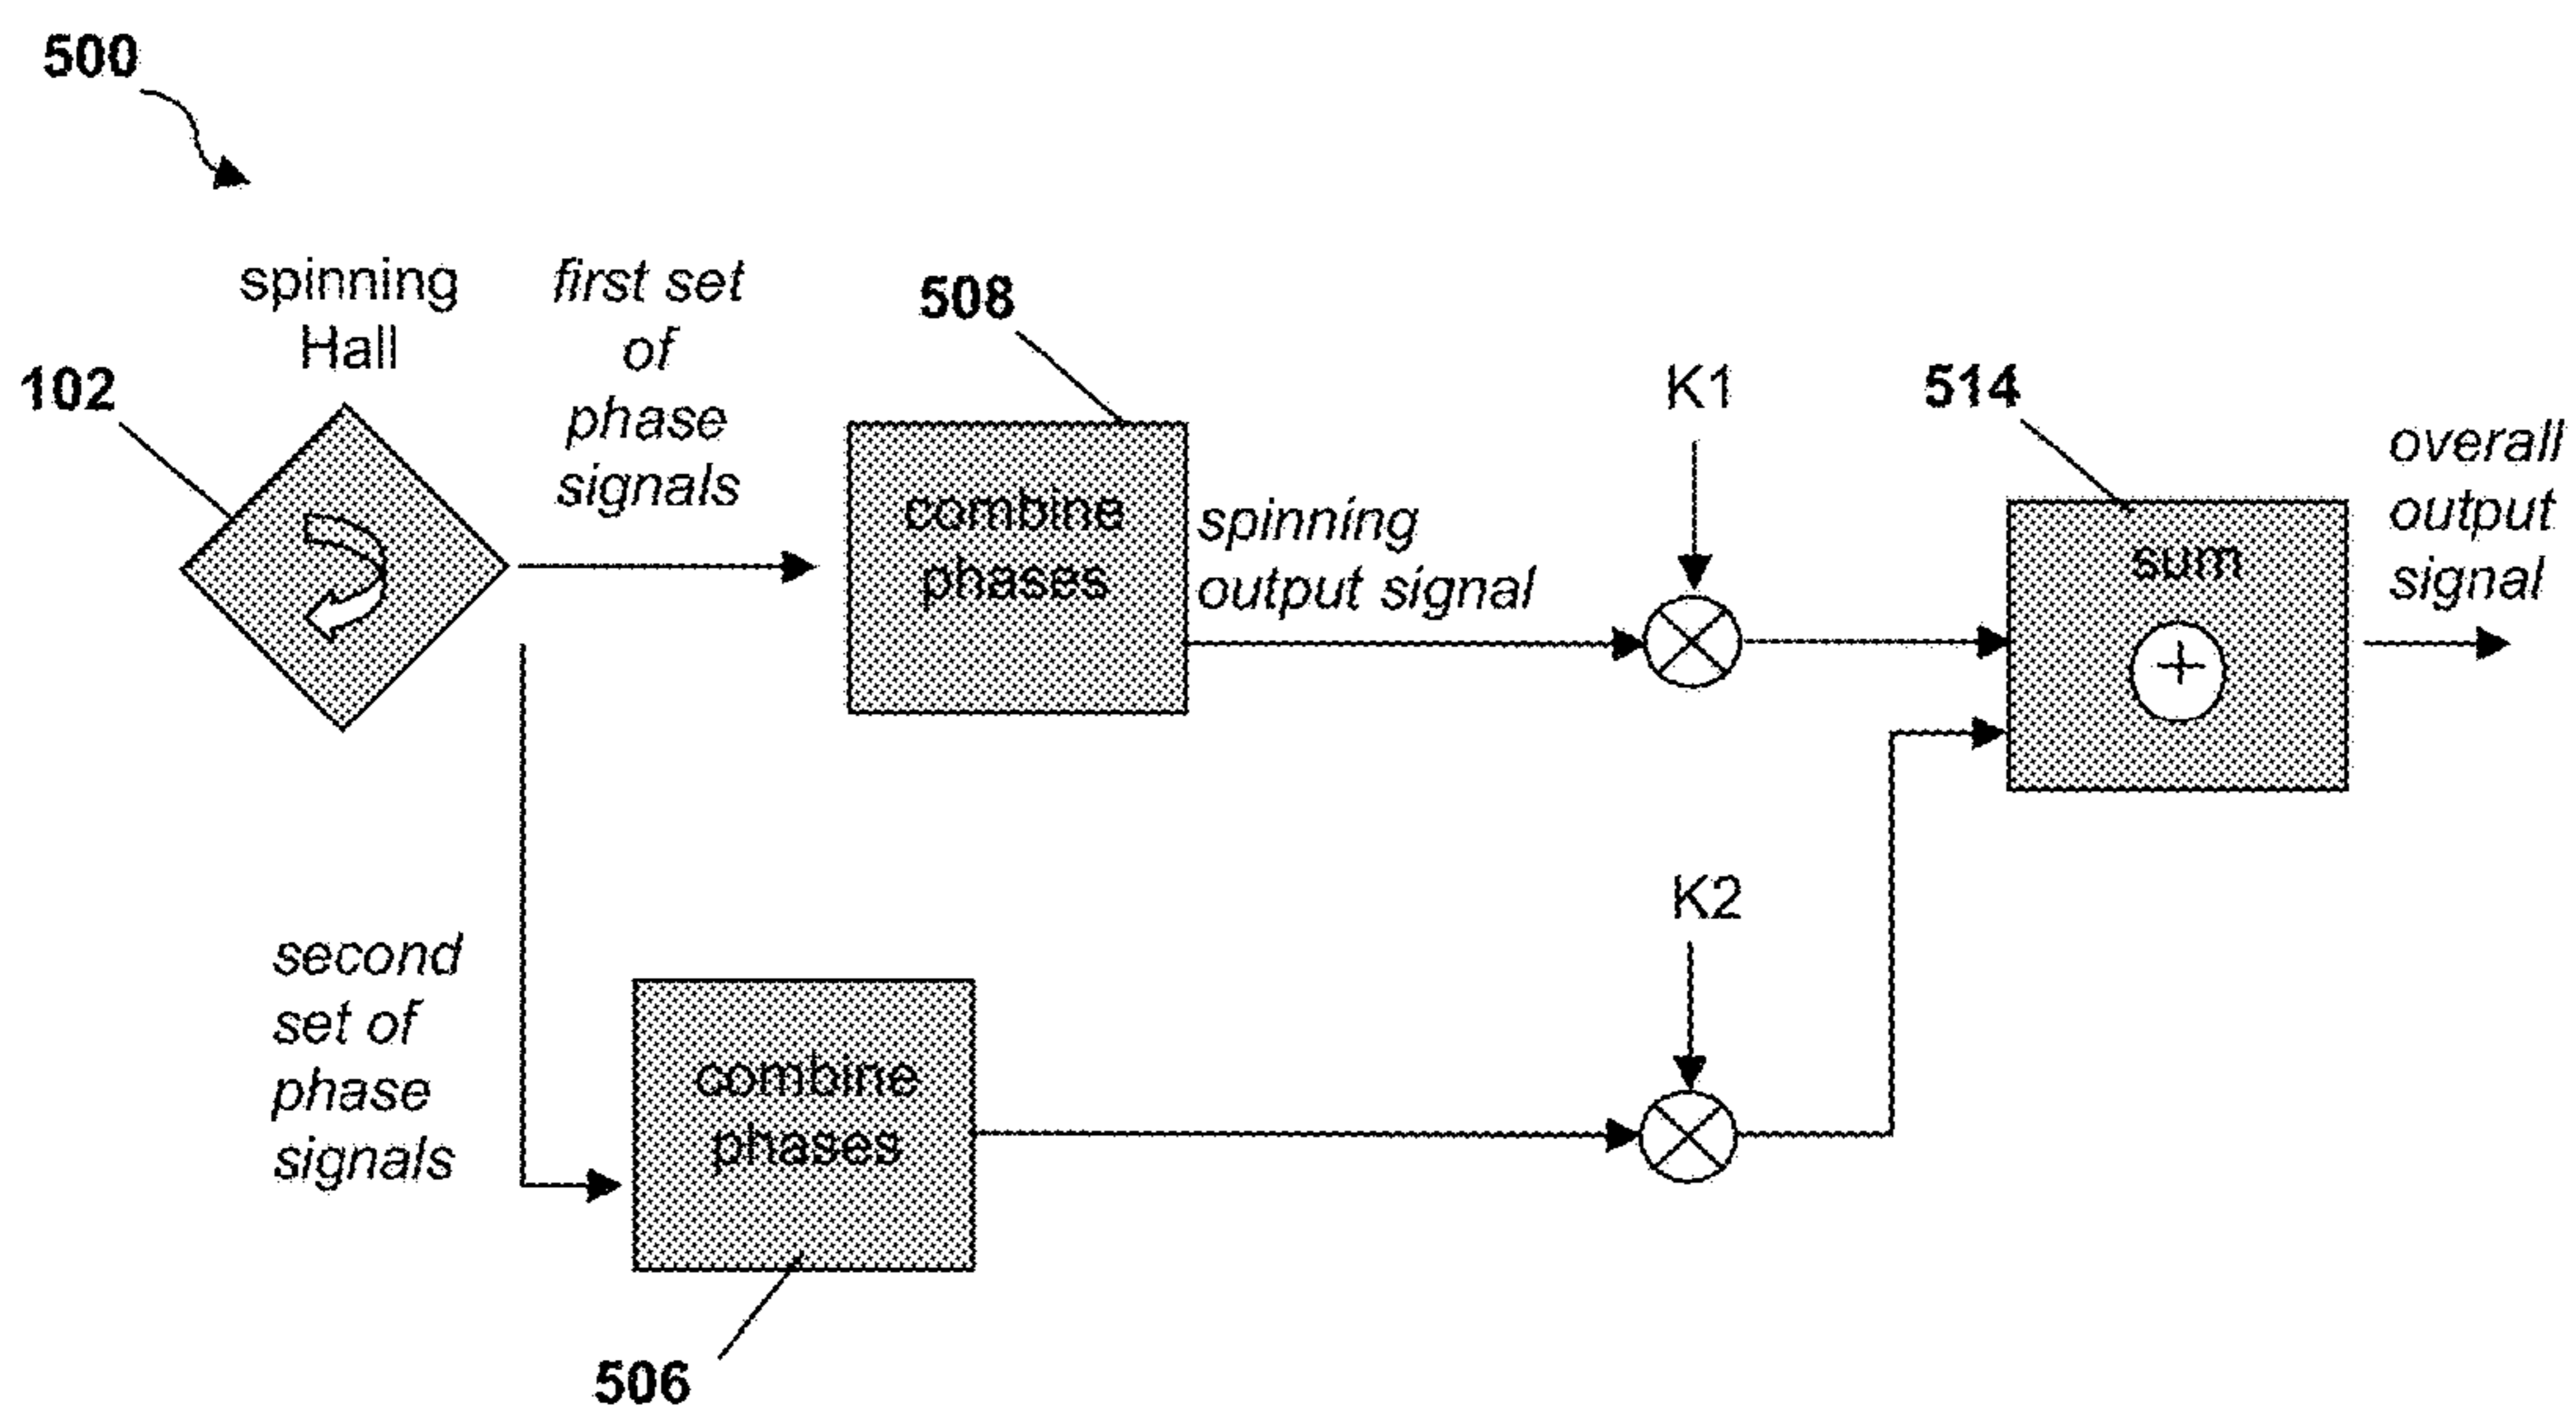 500
spinning
Hall
102
first set
of
phase
signals
508
combine
phases
spinning
output signal
K1
514
sum
+
overall
output
signal
second
set of
phase
signals
combine
phases
506
K2